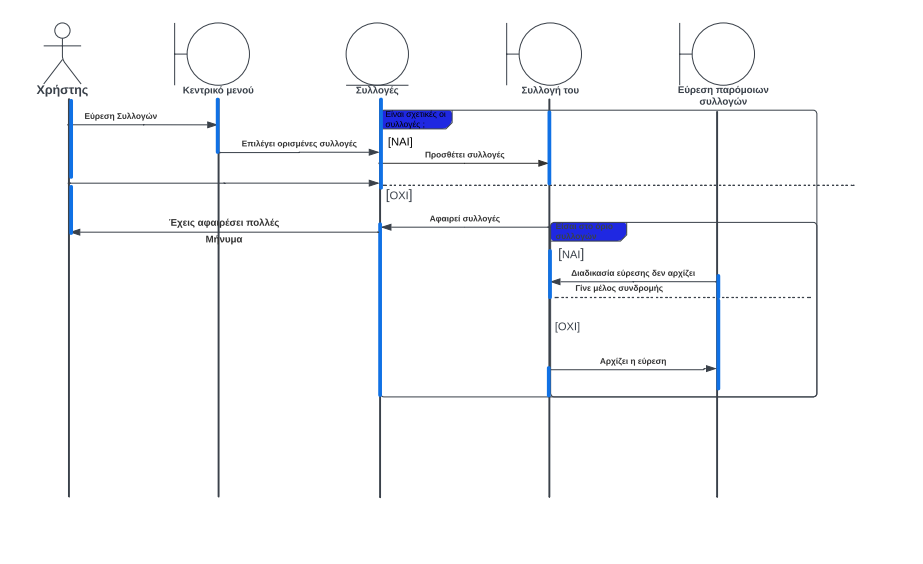 Χρήστης
Κεντρικό μενού
Συλλογές
Συλλογή του
Εύρεση παρόμοιων
συλλογών
Εύρεση Συλλογών
Είναι σχετικές οι
συλλογές ;
[ΝΑΙ]
Επιλέγει ορισμένες συλλογές
Προσθέτει συλλογές
[ΟΧΙ]
Αφαιρεί συλλογές
Έχεις αφαιρέσει πολλές
Μήνυμα
[ΝΑΙ]
Διαδικασία εύρεσης δεν αρχίζει
Γίνε μέλος συνδρομής
[ΟΧΙ]
Αρχίζει η εύρεση